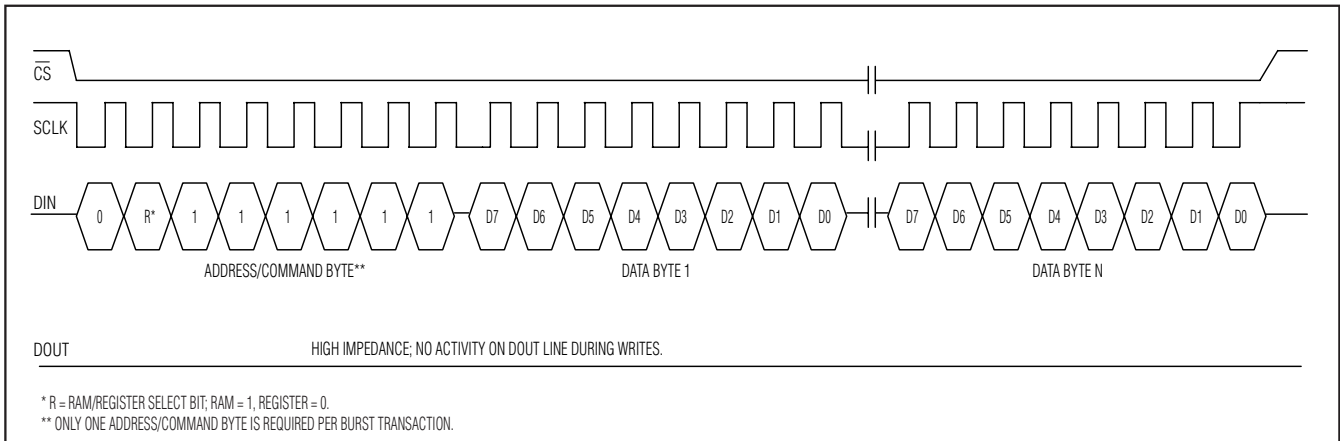 CS
SCLK
DIN
0 R* 1 1 1 1 1 1 D7 D6 D5 D4 D3 D2 D1 D0 D7 D6 D5 D4 D3 D2 D1 D0
ADDRESS/COMMAND BYTE** DATA BYTE 1 DATA BYTE N
DOUT HIGH IMPEDANCE; NO ACTIVITY ON DOUT LINE DURING WRITES.
* R = RAM/REGISTER SELECT BIT; RAM = 1, REGISTER = 0.
** ONLY ONE ADDRESS/COMMAND BYTE IS REQUIRED PER BURST TRANSACTION.